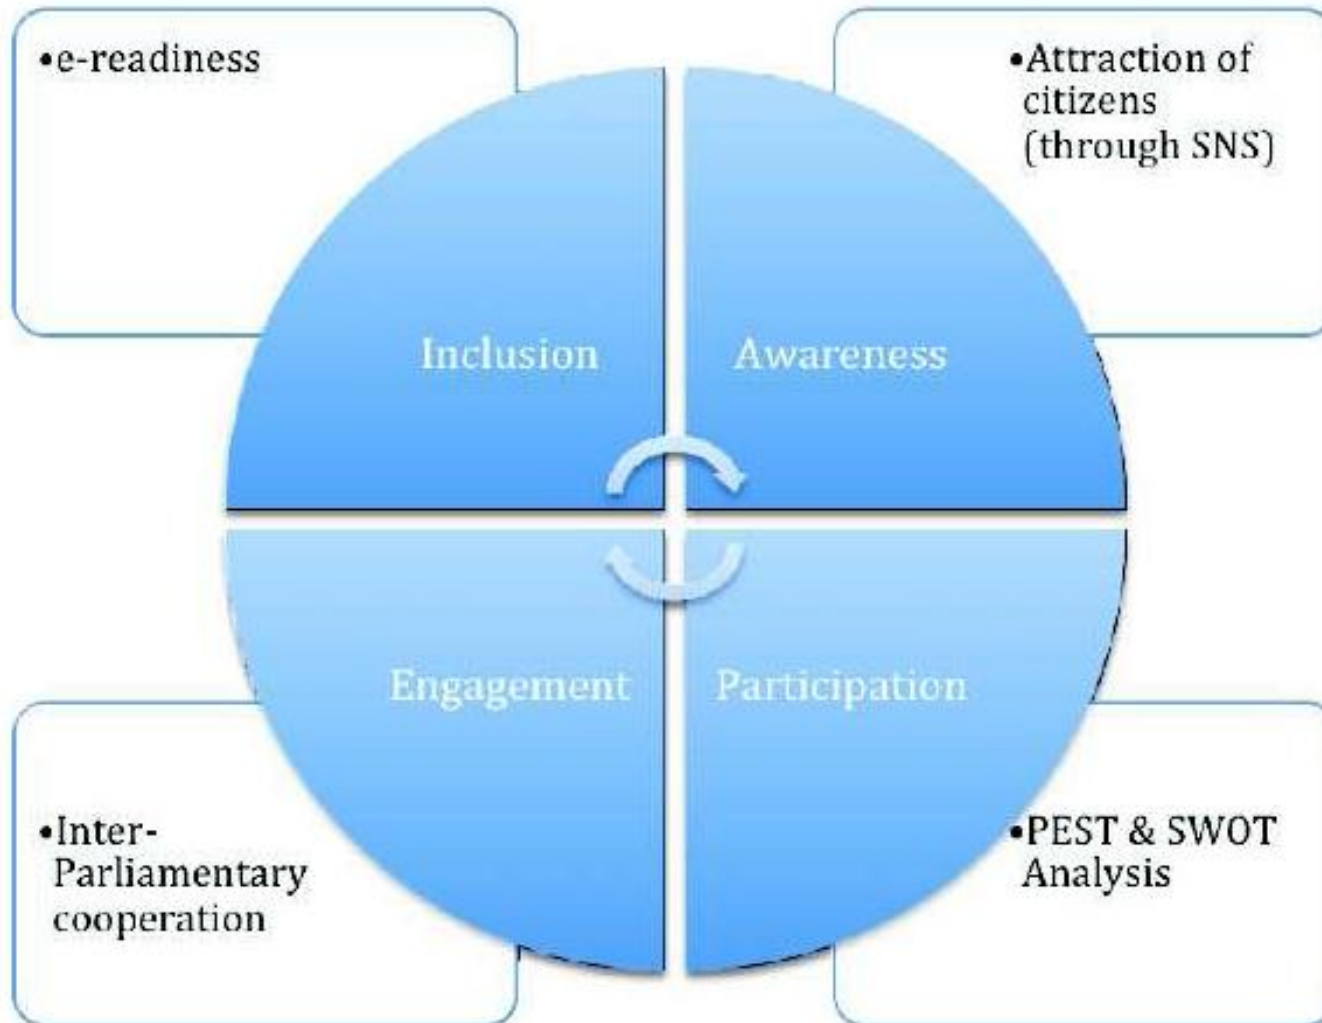 •e-readiness
•Attraction of
citizens
(through SNS)
Inclusion
Awareness
Engagement
Participation
•Inter-
Parliamentary
cooperation
•PEST & SWOT
Analysis